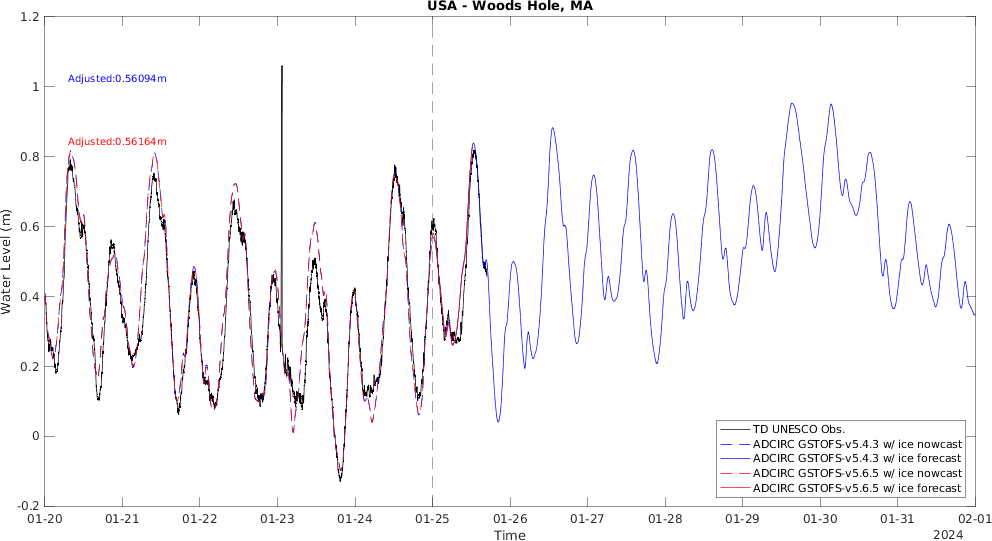 USA - Woods Hole, MA
Water Level (m)
1.2
1
0.8
0.6
0.4
0.2
0
-0.2
Adjusted:0.56094m
Adjusted:0.56164m
TD UNESCO Obs.
ADCIRC GSTOFS-v5.4.3 w/ ice nowcast
ADCIRC GSTOFS-v5.4.3 w/ ice forecast
ADCIRC GSTOFS-v5.6.5 w/ ice nowcast
ADCIRC GSTOFS-v5.6.5 w/ ice forecast
01-20 01-21 01-22 01-23 01-24 01-25 01-26 01-27 01-28 01-29 01-30 01-31 02-01
Time
2024